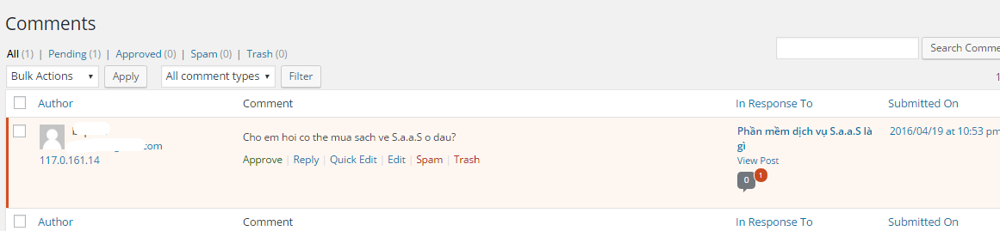 Comments
All (1) | Pending (1) | Approved (0) | Spam (0) | Trash (0)
Search Comme
Bulk Actions Apply All comment types Filter
1
Author Comment In Response To Submitted On
Cho em hoi co the mua sach ve S.a.a.S o dau? Phần mềm dịch vụ S.a.a.S là 2016/04/19 at 10:53 pm
gì
.com
117.0.161.14 Approve | Reply | Quick Edit | Edit | Spam | Trash View Post
0 1
Author Comment In Response To Submitted On